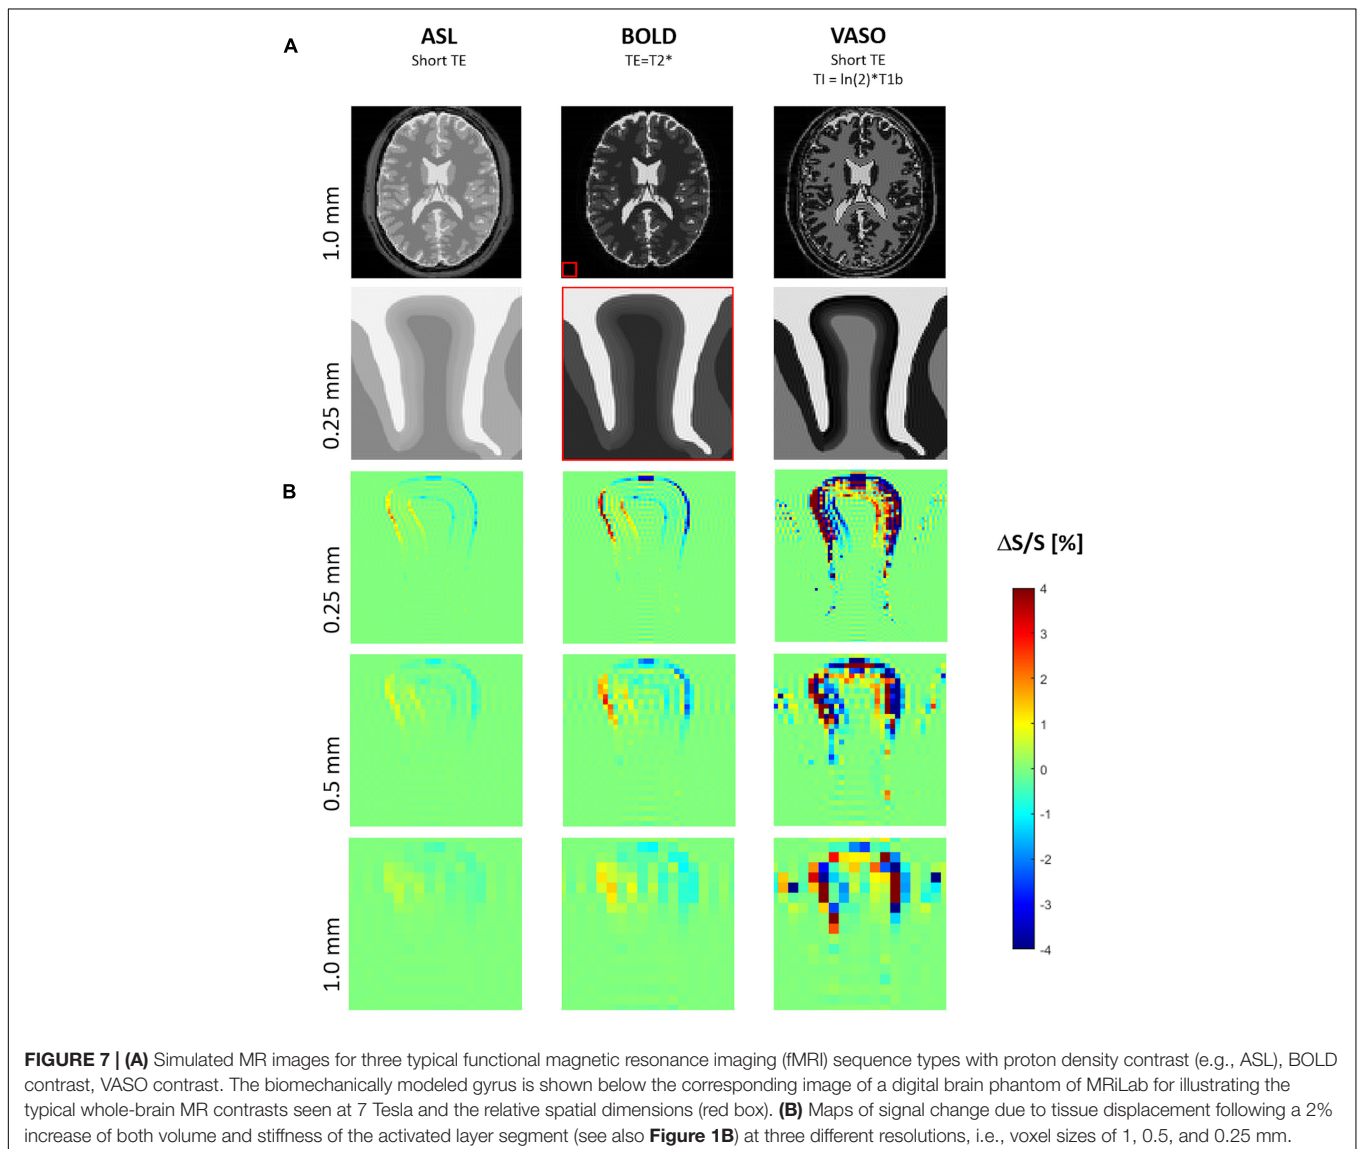 A
ASL
Short TE
BOLD
TE=T2*
VASO
Short TE
TI = ln(2)*T1b
1.0 mm
0.25 mm
B
0.25 mm
0.5 mm
1.0 mm
ΔS/S [%]
4
3
2
1
0
-1
-2
-3
-4
FIGURE 7 | (A) Simulated MR images for three typical functional magnetic resonance imaging (fMRI) sequence types with proton density contrast (e.g., ASL), BOLD
contrast, VASO contrast. The biomechanically modeled gyrus is shown below the corresponding image of a digital brain phantom of MRiLab for illustrating the
typical whole-brain MR contrasts seen at 7 Tesla and the relative spatial dimensions (red box). (B) Maps of signal change due to tissue displacement following a 2%
increase of both volume and stiffness of the activated layer segment (see also Figure 1B) at three different resolutions, i.e., voxel sizes of 1, 0.5, and 0.25 mm.